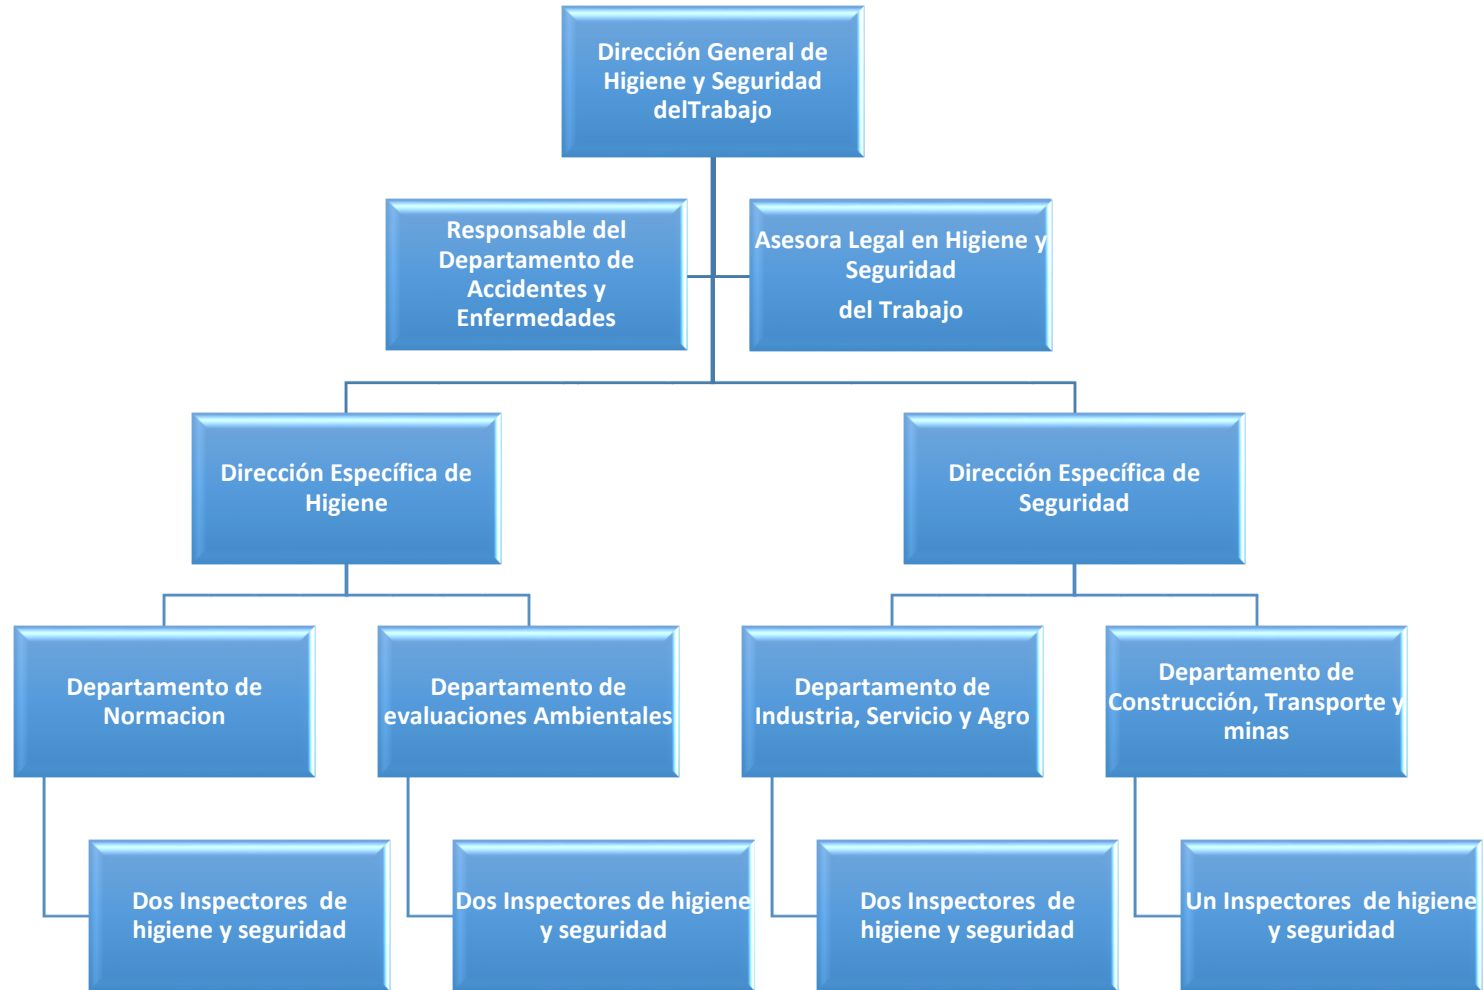 Dirección General de
Higiene y Seguridad
delTrabajo
Responsable del
Departamento de
Accidentes y
Enfermedades
Asesora Legal en Higiene y
Seguridad
del Trabajo
Dirección Específica de
Higiene
Dirección Específica de
Seguridad
Departamento de
Normacion
Departamento de
evaluaciones Ambientales
Departamento de
Industria, Servicio y Agro
Departamento de
Construcción, Transporte y
minas
Dos Inspectores  de
higiene y seguridad
Dos Inspectores de higiene
y seguridad
Dos Inspectores  de
higiene y seguridad
Un Inspectores  de higiene
y seguridad